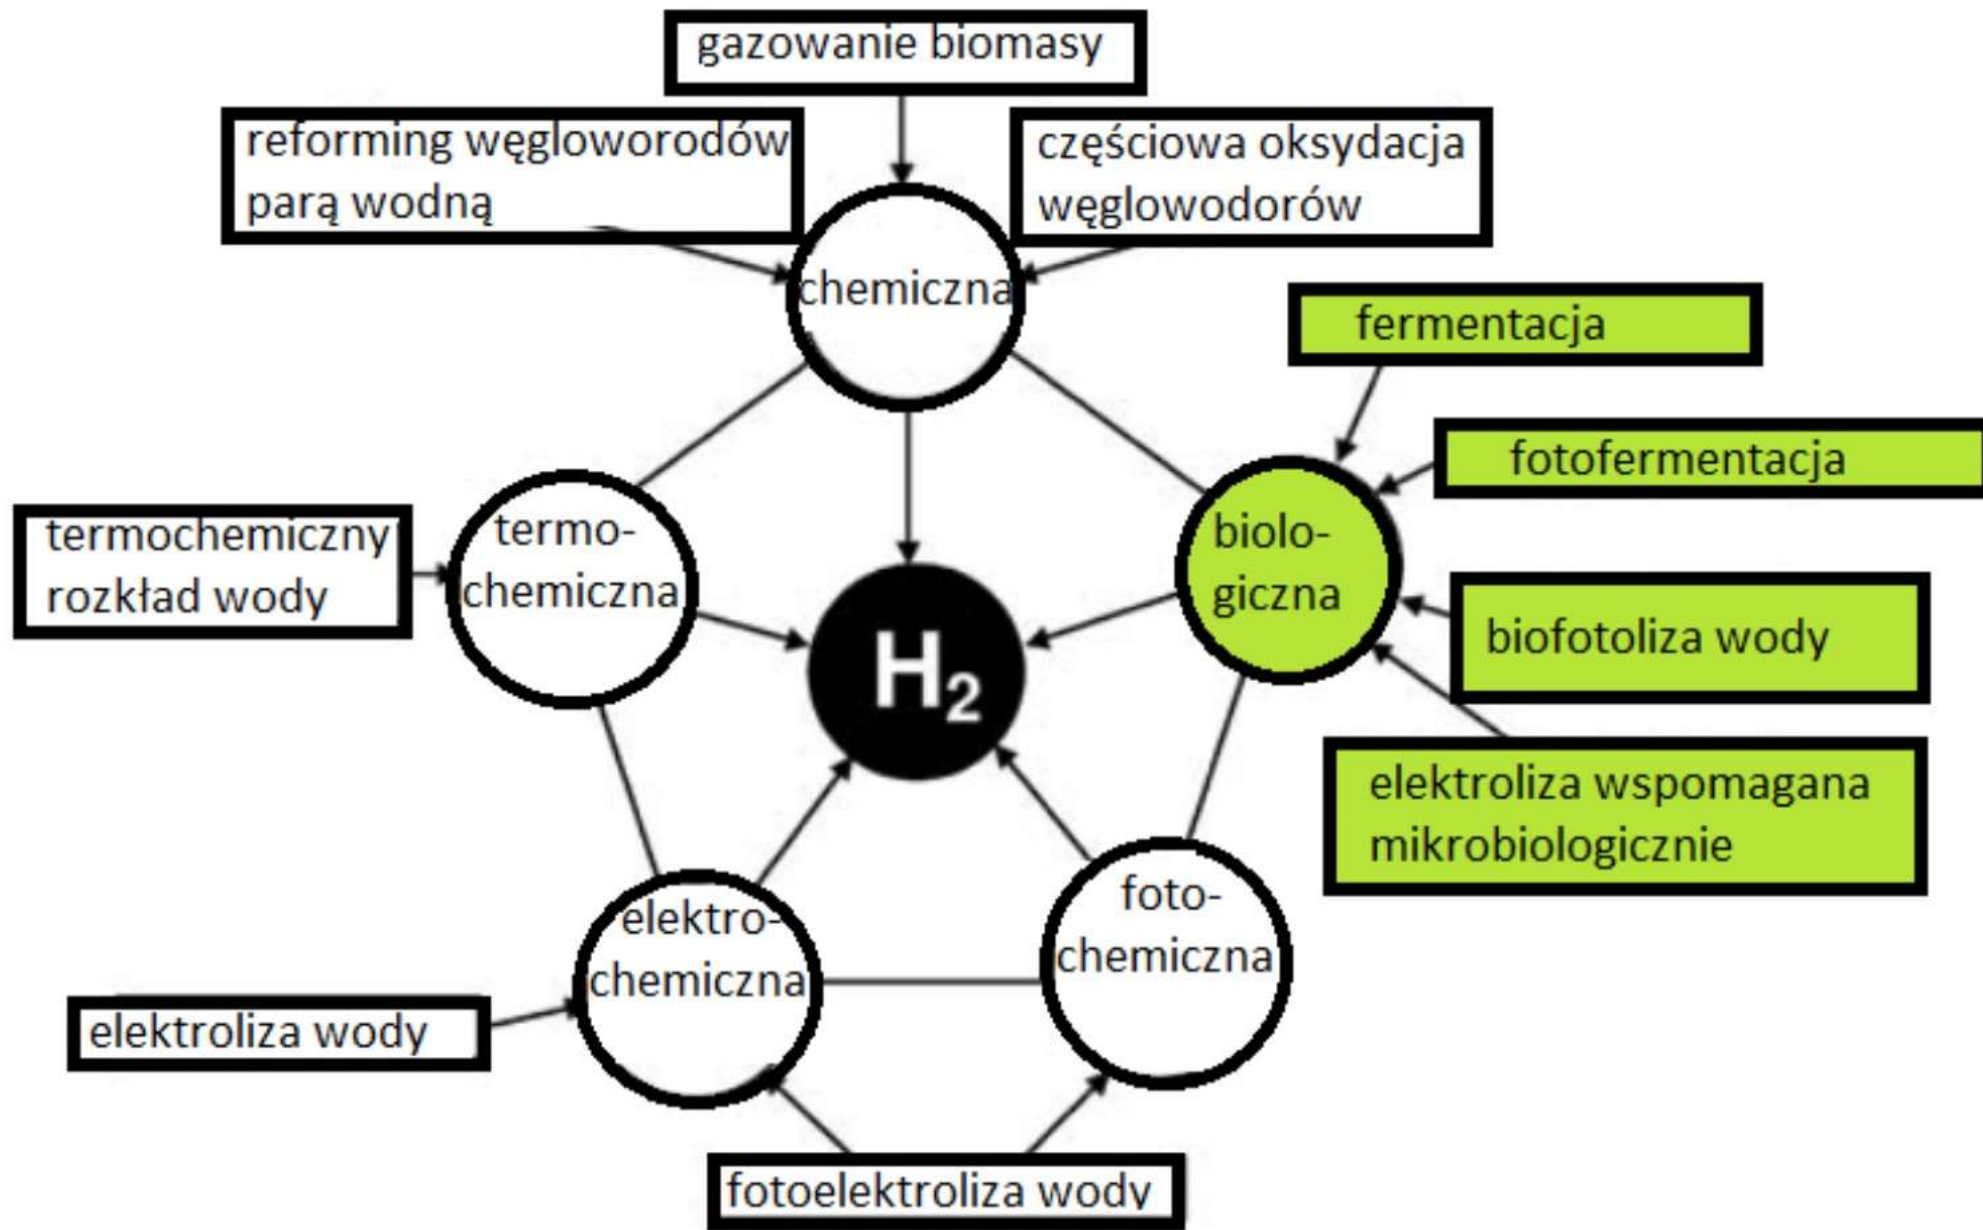 gazowanie biomasy
reforming węgloworodów
parą wodną
częściowa oksydacja
węglowodorów
chemiczna
fermentacja
fotofermentacja
termochemiczny
rozkład wody
termo-
chemiczna
biolo-
giczna
biofotoliza wody
H₂
elektroliza wspomagana
mikrobiologicznie
elektro-
chemiczna
foto-
chemiczna
elektroliza wody
fotoelektroliza wody